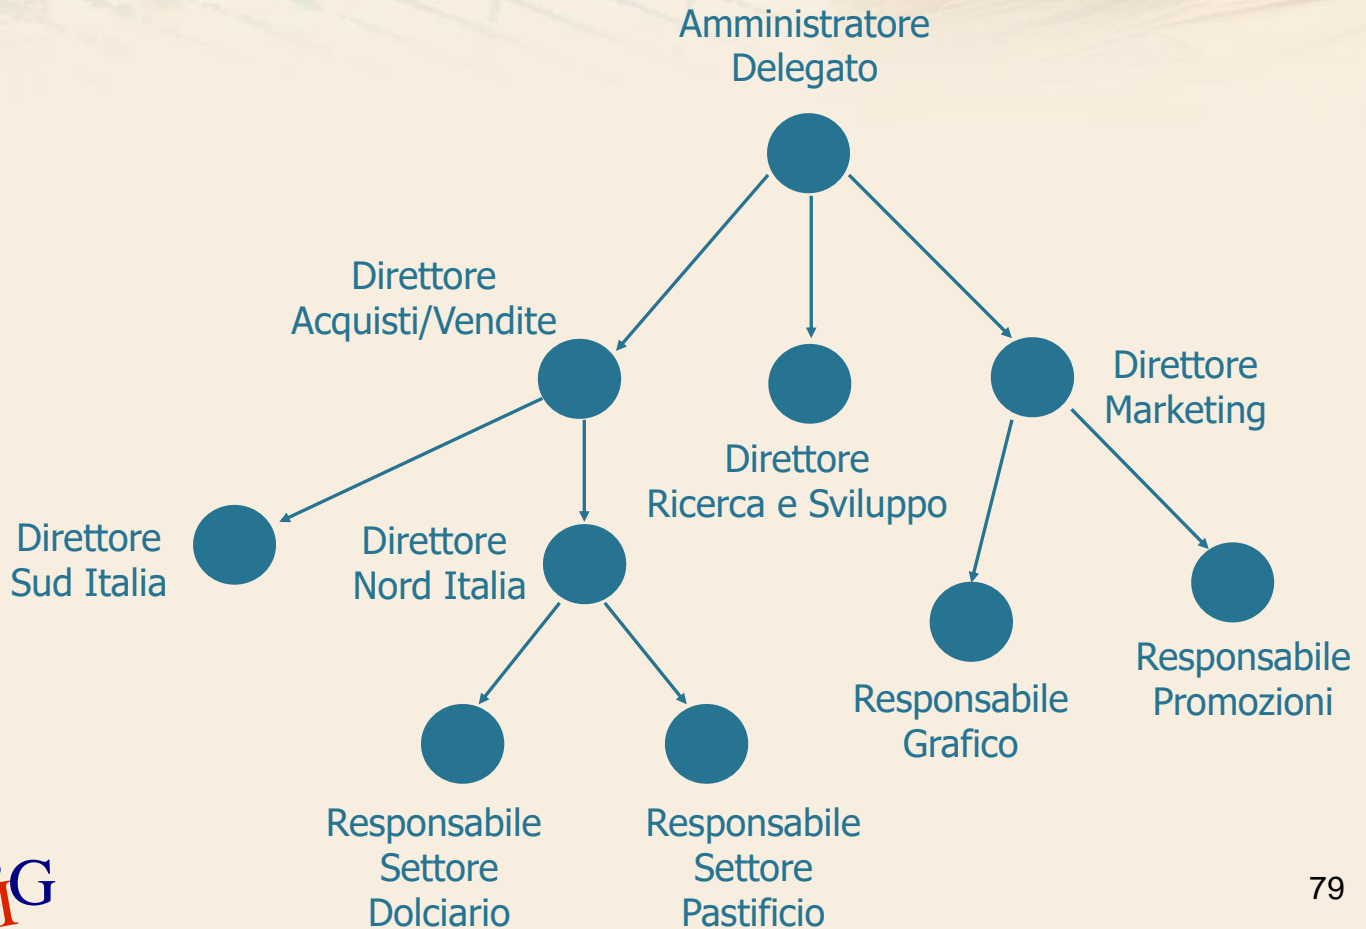 Amministratore
Delegato
Direttore
Acquisti/Vendite
Direttore
Marketing
Direttore
Ricerca e Sviluppo
Direttore
Sud Italia
Direttore
Nord Italia
Responsabile
Promozioni
Responsabile
Grafico
Responsabile
Settore
Dolciario
Responsabile
Settore
Pastificio
G
79